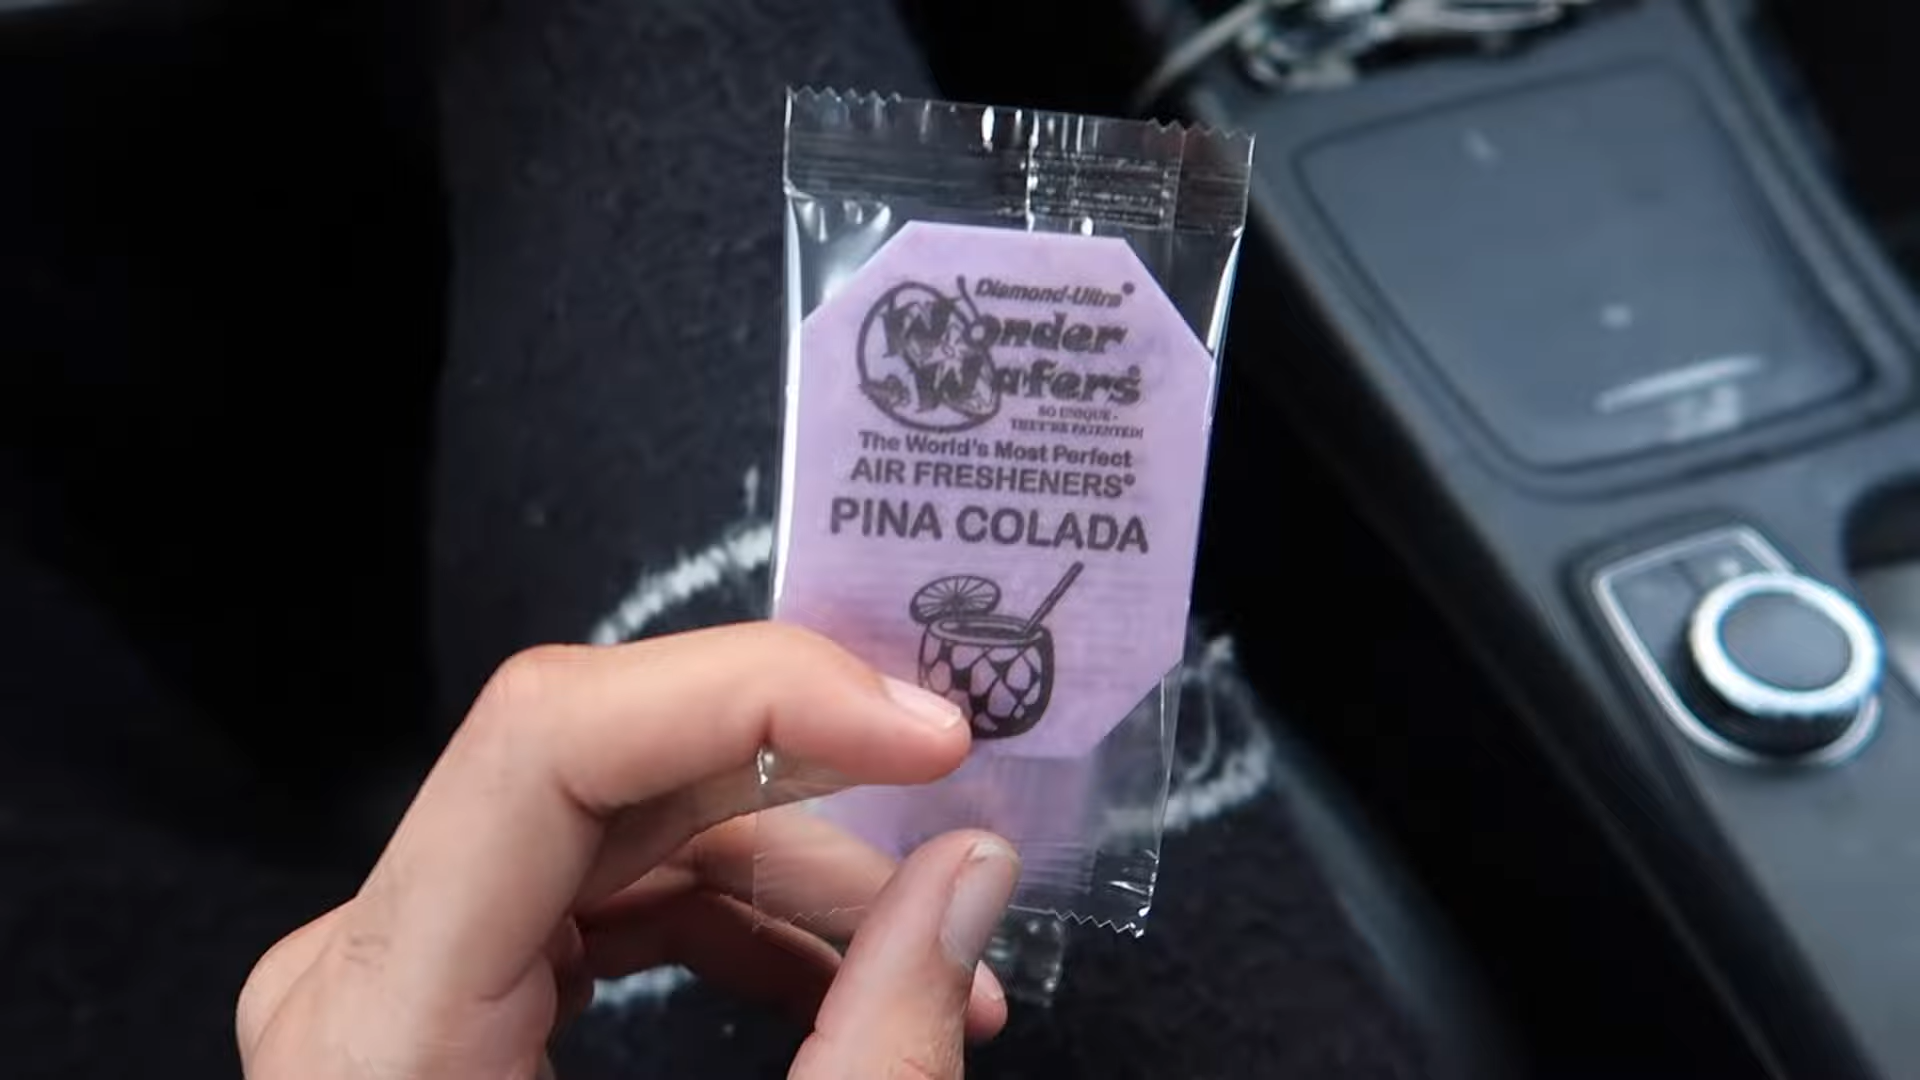 Diamond-Ultra®
Wonder
Wafers®
SO UNIQUE -
THEY'RE PATENTED!
The World's Most Perfect
AIR FRESHENERS®
PINA COLADA